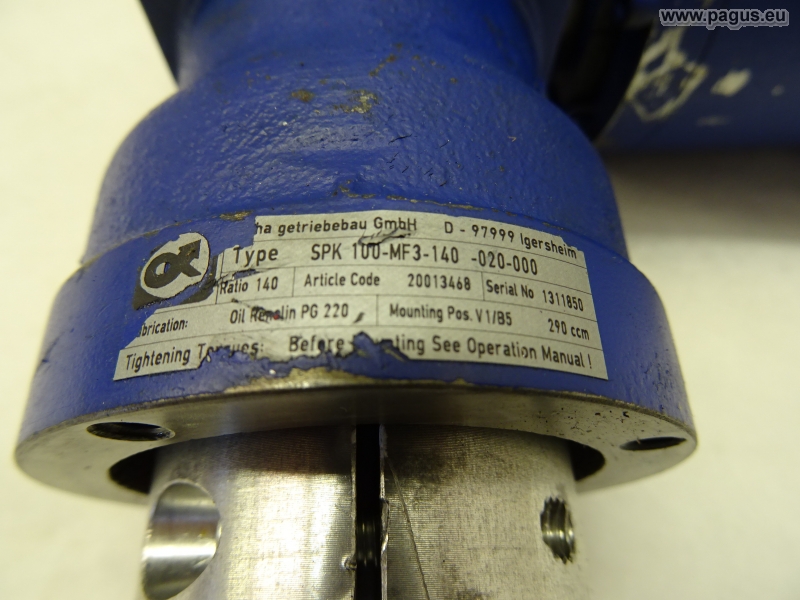 www.pagus.eu
ha getriebebau GmbH D - 97999 Igersheim
Type SPK 100-MF3-140 -020-000
Ratio 140 Article Code 20013468 Serial No 1311850
brication: Oil Renolin PG 220 Mounting Pos. V1/B5 290 ccm
Tightening Torques: Before See Operation Manual !